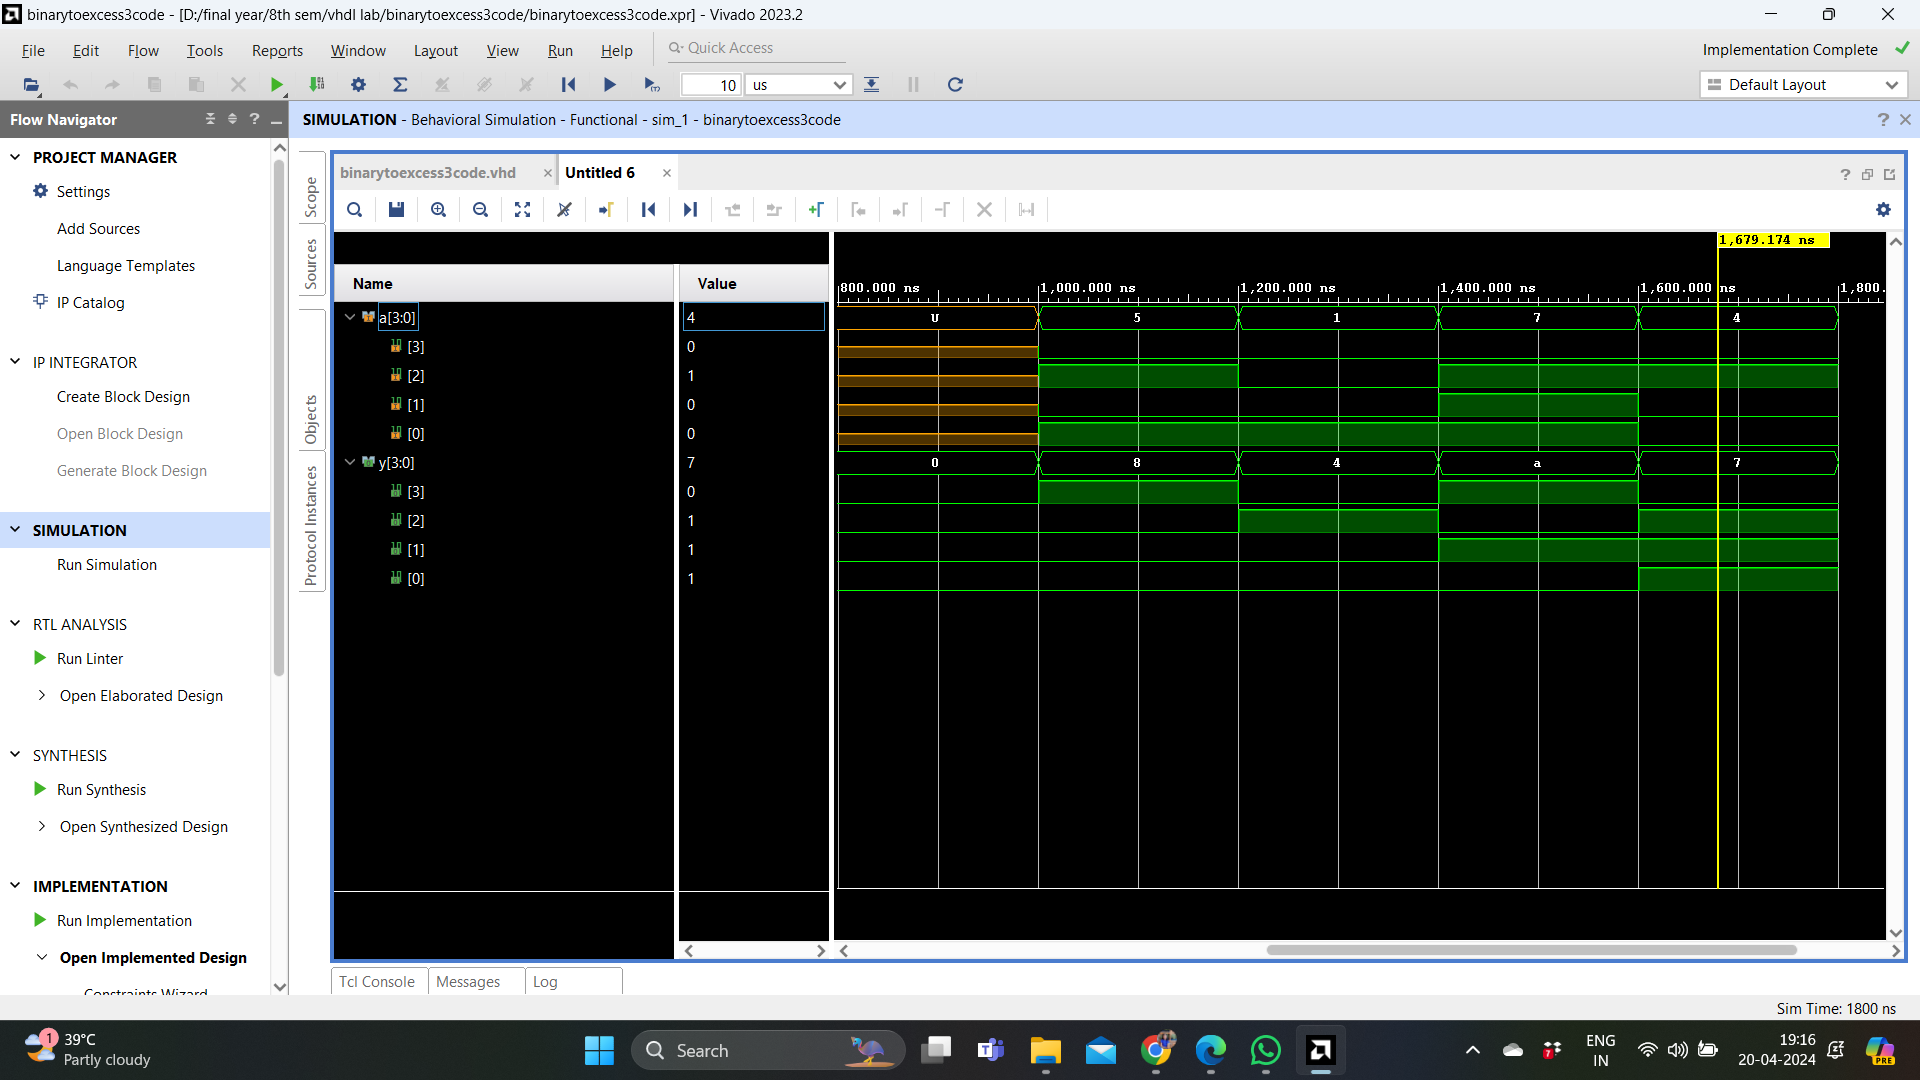 binarytoexcess3code - [D:/final year/8th sem/vhdl lab/binarytoexcess3code/binarytoexcess3code.xpr] - Vivado 2023.2
File Edit Flow Tools Reports Window Layout View Run Help Quick Access
Implementation Complete
10 us
Default Layout
Flow Navigator
SIMULATION - Behavioral Simulation - Functional - sim_1 - binarytoexcess3code
PROJECT MANAGER
Settings
Add Sources
Language Templates
IP Catalog
IP INTEGRATOR
Create Block Design
Open Block Design
Generate Block Design
SIMULATION
Run Simulation
RTL ANALYSIS
Run Linter
Open Elaborated Design
SYNTHESIS
Run Synthesis
Open Synthesized Design
IMPLEMENTATION
Run Implementation
Open Implemented Design
Constraints Wizard
Scope
Sources
Objects
Protocol Instances
binarytoexcess3code.vhd
Untitled 6
1,679.174 ns
Name Value
800.000 ns 1,000.000 ns 1,200.000 ns 1,400.000 ns 1,600.000 ns 1,800.
a[3:0] 4 U 5 1 7 4
[3] 0
[2] 1
[1] 0
[0] 0
y[3:0] 7 0 8 4 a 7
[3] 0
[2] 1
[1] 1
[0] 1
Tcl Console Messages Log
Sim Time: 1800 ns
1
39°C
Partly cloudy
Search
7
ENG
IN
19:16
20-04-2024
PRE